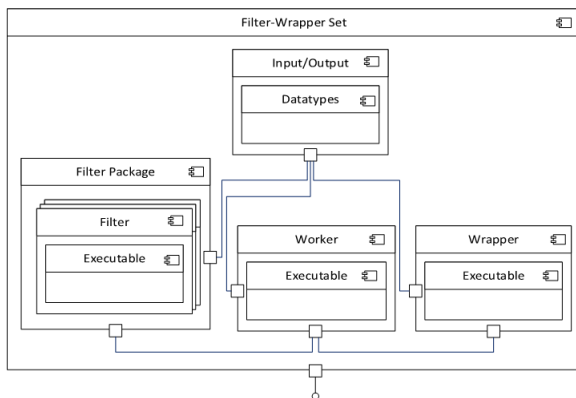 Filter-Wrapper Set
Input/Output
Datatypes
Filter Package
Filter
Executable
Worker
Executable
Wrapper
Executable